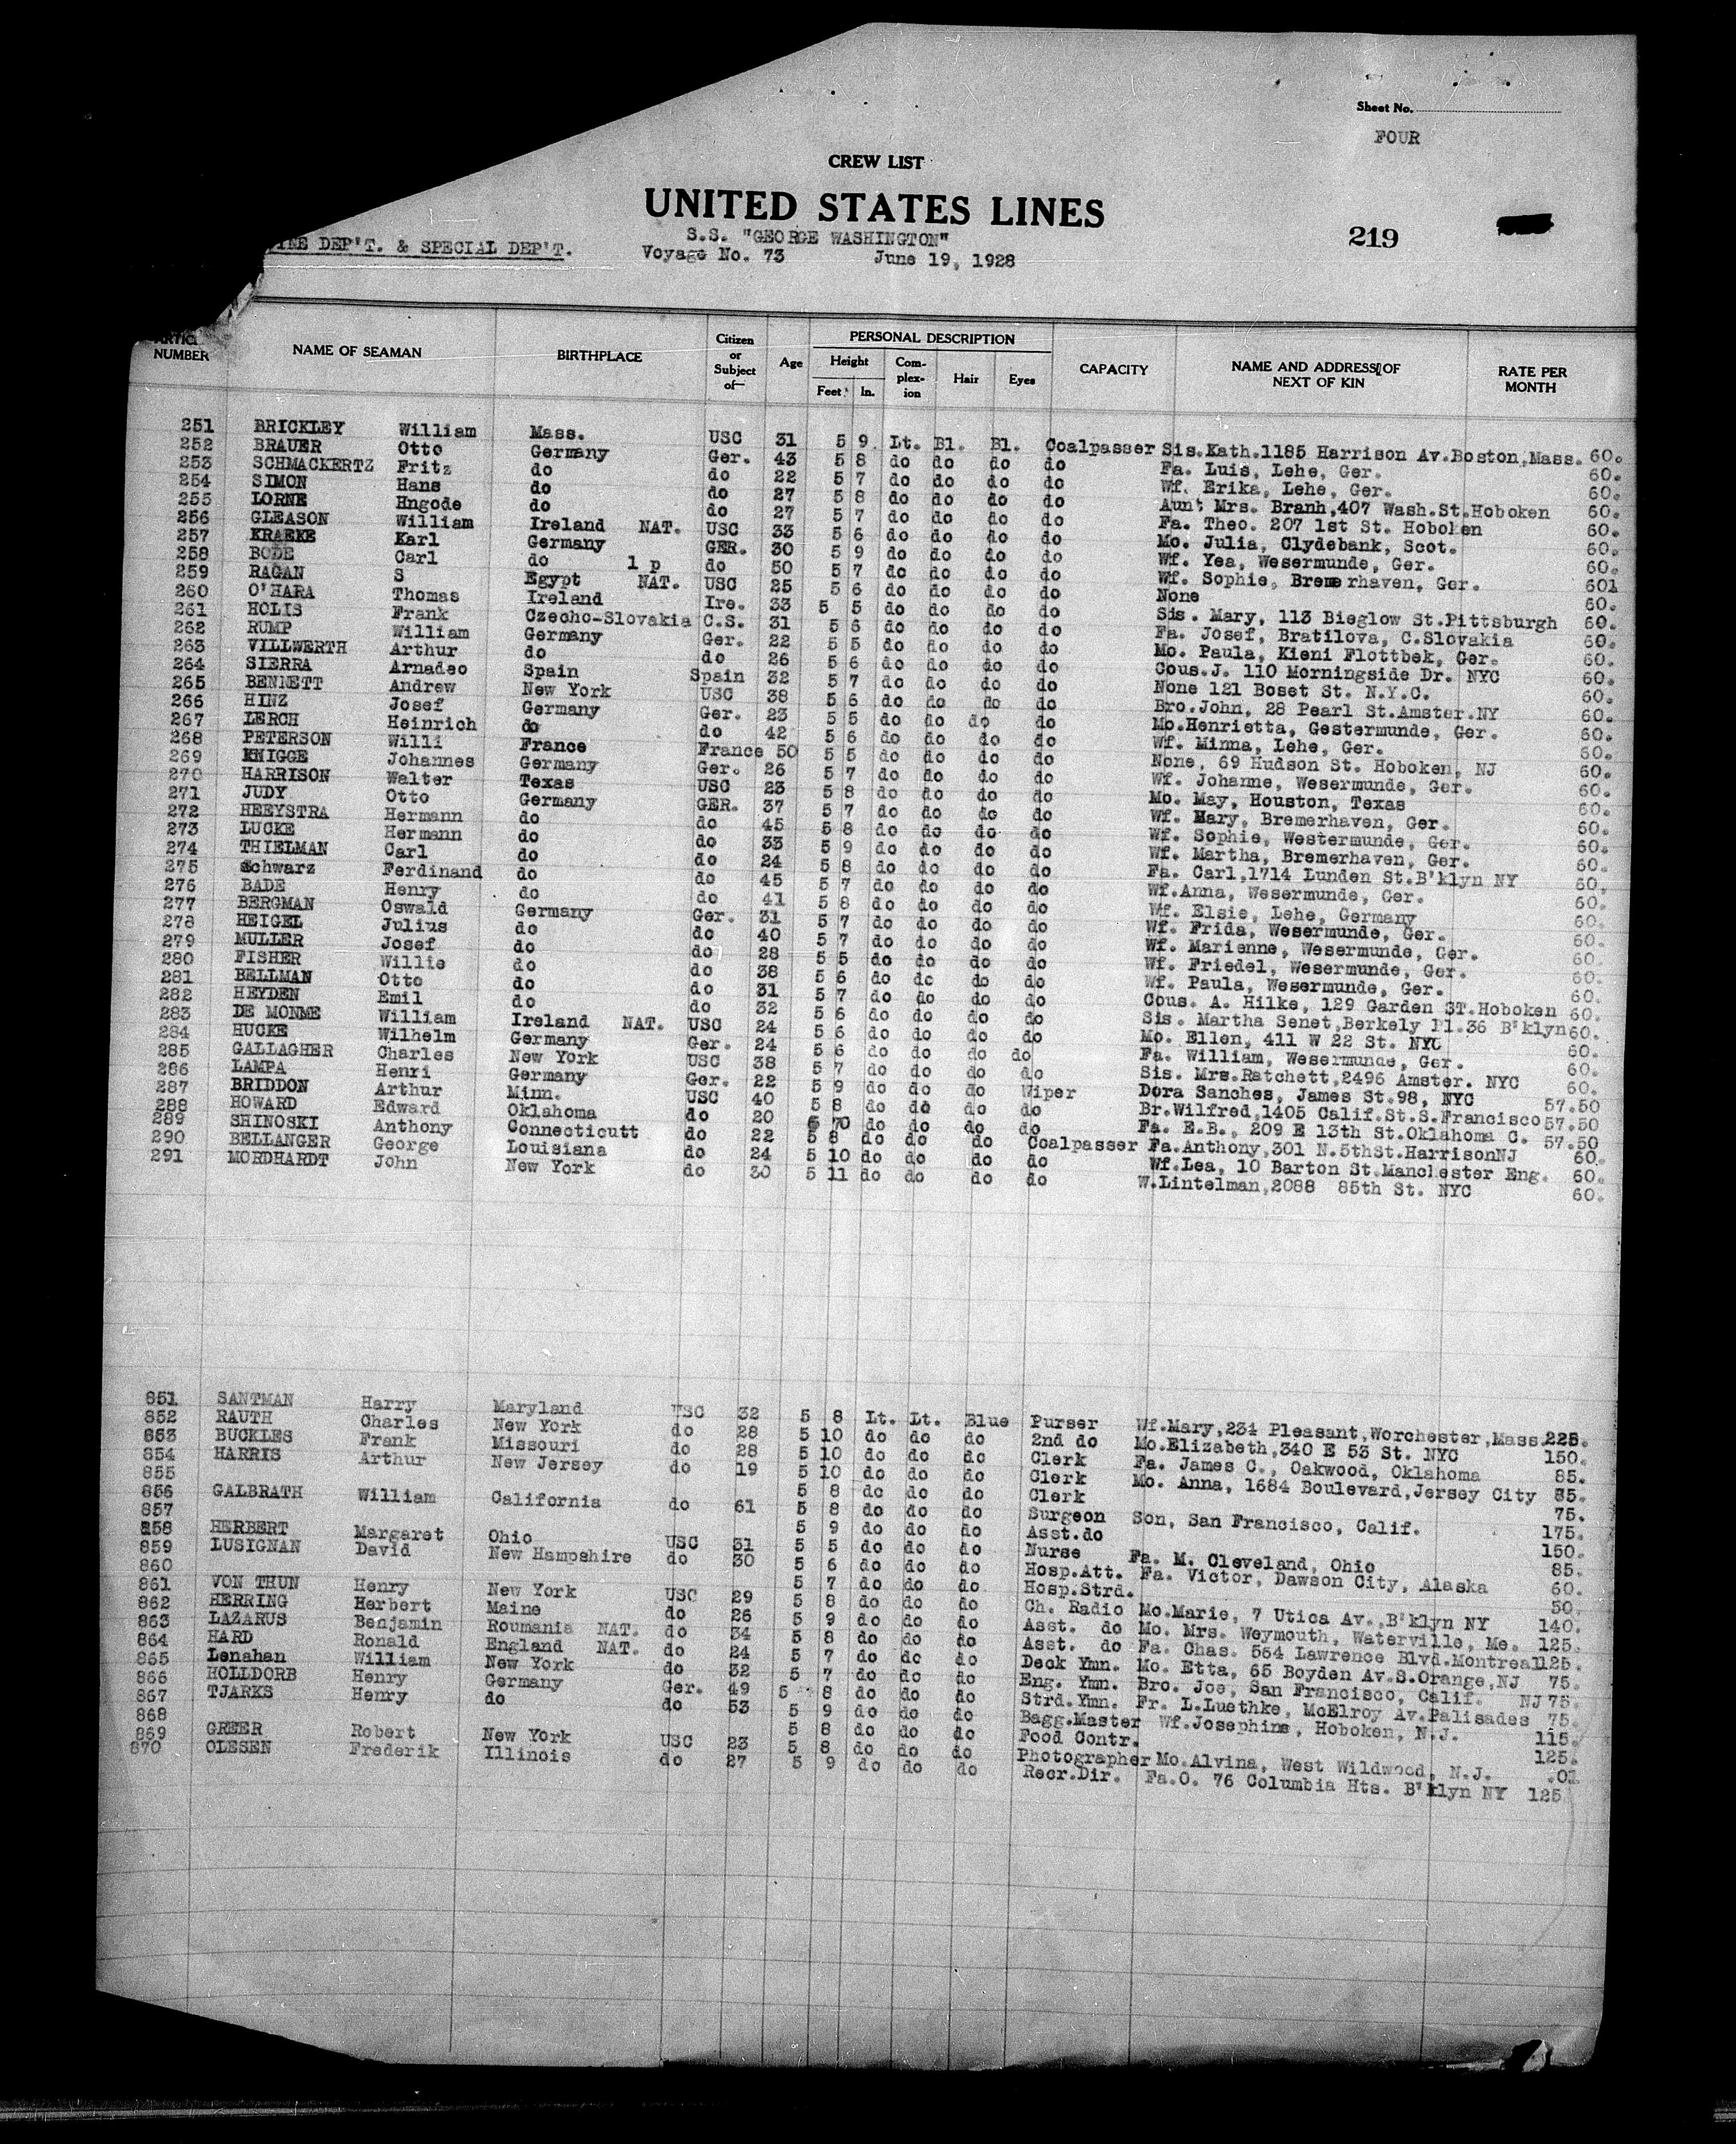 Sheet No.
FOUR
CREW LIST
UNITED STATES LINES
S.S. "GEORGE WASHINGTON"
219
DEP'T. & SPECIAL DEP'T. Voyage No. 73 June 19, 1928
NUMBER NAME OF SEAMAN BIRTHPLACE Citizen or Subject of— Age PERSONAL DESCRIPTION Height Feet In. Complexion Hair Eyes CAPACITY NAME AND ADDRESS OF NEXT OF KIN RATE PER MONTH
251 BRICKLEY William Mass. USC 31 5 9 Lt. Bl. Bl. Coalpasser Sis.Kath.1185 Harrison Av.Boston,Mass. 60.
252 BRAUER Otto Germany Ger. 43 5 8 do do do do Fa. Luis, Lehe, Ger. 60.
253 SCHMACKERTZ Fritz do do 22 5 7 do do do do Wf. Erika, Lehe, Ger. 60.
254 SIMON Hans do do 27 5 8 do do do do Aunt Mrs. Branh,407 Wash.St.Hoboken 60.
255 LORNE Hngode do do 27 5 7 do do do do Fa. Theo. 207 1st St. Hoboken 60.
256 GLEASON William Ireland NAT. USC 33 5 6 do do do do Mo. Julia, Clydebank, Scot. 60.
257 KRAEKE Karl Germany GER. 30 5 9 do do do do Wf. Yea, Wesermunde, Ger. 60.
258 BODE Carl do 1 p do 50 5 7 do do do do Wf. Sophie, Bremerhaven, Ger. 601
259 RAGAN S Egypt NAT. USC 25 5 6 do do do do None 60.
260 O'HARA Thomas Ireland Ire. 33 5 5 do do do do Sis. Mary, 113 Bieglow St.Pittsburgh 60.
261 HOLIS Frank Czecho-Slovakia C.S. 31 5 6 do do do do Fa. Josef, Bratilova, C.Slovakia 60.
262 RUMP William Germany Ger. 22 5 5 do do do do Mo. Paula, Kieni Flottbek, Ger. 60.
263 VILLWERTH Arthur do do 26 5 6 do do do do Cous.J. 110 Morningside Dr. NYC 60.
264 SIERRA Arnadeo Spain Spain 32 5 7 do do do do None 121 Boset St. N.Y.C. 60.
265 BENNETT Andrew New York USC 38 5 6 do do do do Bro.John, 28 Pearl St.Amster.NY 60.
266 HINZ Josef Germany Ger. 23 5 5 do do do do Mo.Henrietta, Gestermunde, Ger. 60.
267 LERCH Heinrich do do 42 5 6 do do do do Wf. Minna, Lehe, Ger. 60.
268 PETERSON Willi France France 50 5 5 do do do do None, 69 Hudson St. Hoboken, NJ 60.
269 KNIGGE Johannes Germany Ger. 26 5 7 do do do do Wf. Johanne, Wesermunde, Ger. 60.
270 HARRISON Walter Texas USC 23 5 8 do do do do Mo. May, Houston, Texas 60.
271 JUDY Otto Germany GER. 37 5 7 do do do do Wf. Mary, Bremerhaven, Ger. 60.
272 HEEYSTRA Hermann do do 45 5 8 do do do do Wf. Sophie, Westermunde, Ger. 60.
273 LUCKE Hermann do do 33 5 9 do do do do Wf. Martha, Bremerhaven, Ger. 60.
274 THIELMAN Carl do do 24 5 8 do do do do Fa. Carl,1714 Lunden St.B'klyn NY 60.
275 Schwarz Ferdinand do do 45 5 7 do do do do Wf.Anna, Wesermunde, Ger. 60.
276 BADE Henry do do 41 5 8 do do do do Wf. Elsie, Lehe, Germany 60.
277 BERGMAN Oswald Germany Ger. 31 5 7 do do do do Wf. Frida, Wesermunde, Ger. 60.
278 HEIGEL Julius do do 40 5 7 do do do do Wf. Marienne, Wesermunde, Ger. 60.
279 MULLER Josef do do 28 5 5 do do do do Wf. Friedel, Wesermunde, Ger. 60.
280 FISHER Willie do do 38 5 6 do dc do do Wf. Paula, Wesermunde, Ger. 60.
281 BELLMAN Otto do do 31 5 7 do do do do Cous. A. Hilke, 129 Garden ST.Hoboken 60.
282 HEYDEN Emil do do 32 5 6 do do do do Sis. Martha Senet,Berkely Pl.36 B'klyn 60.
283 DE MONME William Ireland NAT. USC 24 5 6 do do do do Mo. Ellen, 411 W 22 St. NYC 60.
284 HUCKE Wilhelm Germany Ger. 24 5 6 do do do do Fa. William, Wesermunde, Ger. 60.
285 GALLAGHER Charles New York USC 38 5 7 do do do do Sis. Mrs.Ratchett,2496 Amster. NYC 60.
286 LAMPA Henri Germany Ger. 22 5 9 do do do Wiper Dora Sanches, James St.98, NYC 57.50
287 BRIDDON Arthur Minn. USC 40 5 8 do do do do Br.Wilfred,1405 Calif.St.S.Francisco 57.50
288 HOWARD Edward Oklahoma do 20 do do do do Fa. E.B., 209 E 13th St.Oklahoma C. 57.50
289 SHINOSKI Anthony Connecticutt do 22 5 8 do do do Coalpasser Fa.Anthony,301 N.5thSt.HarrisonNJ 60.
290 BELLANGER George Louisiana do 24 5 10 do do do do Wf.Lea, 10 Barton St.Manchester Eng. 60.
291 MORDHARDT John New York do 30 5 11 do do do do W.Lintelman,2088 85th St. NYC 60.
851 SANTMAN Harry Maryland USC 32 5 8 Lt. Lt. Blue Purser Wf.Mary,234 Pleasant,Worchester,Mass. 225.
852 RAUTH Charles New York do 28 5 10 do do do 2nd do Mo.Elizabeth,340 E 53 St. NYC 150.
853 BUCKLES Frank Missouri do 28 5 10 do do do Clerk Fa. James C., Oakwood, Oklahoma 85.
854 HARRIS Arthur New Jersey do 19 5 10 do do do Clerk Mo. Anna, 1684 Boulevard,Jersey City 85.
855 5 8 do do do Clerk 75.
856 GALBRATH William California do 61 5 8 do do do Surgeon Son, San Francisco, Calif. 175.
857 5 9 do do do Asst.do 150.
858 HERBERT Margaret Ohio USC 31 5 5 do do do Nurse Fa. M. Cleveland, Ohio 85.
859 LUSIGNAN David New Hampshire do 30 5 6 do do do Hosp.Att. Fa. Victor, Dawson City, Alaska 60.
860 5 7 do do do Hosp.Strd. 50.
861 VON THUN Henry New York USC 29 5 8 do do do Ch. Radio Mo.Marie, 7 Utica Av.,B'klyn NY 140.
862 HERRING Herbert Maine do 26 5 9 do do do Asst. do Mo. Mrs. Weymouth, Waterville, Me. 125.
863 LAZARUS Benjamin Roumania NAT. do 34 5 8 do do do Asst. do Fa. Chas. 554 Lawrence Blvd.Montreal 125.
864 HARD Ronald England NAT. do 24 5 7 do do do Deck Ymn. Mo. Etta, 65 Boyden Av.S.Orange,NJ 75.
865 Lenahan William New York do 32 5 7 do do do Eng. Ymn. Bro. Joe, San Francisco, Calif. 75.
866 HOLLDORB Henry Germany Ger. 49 5 8 do do do Strd.Ymn. Fr. L.Luethke, McElroy Av.Palisades NJ 75.
867 TJARKS Henry do do 53 5 9 do do do Bagg.Master Wf.Josephine, Hoboken, N.J. 115.
868 5 8 do do do Food Contr. 125.
869 GREER Robert New York USC 23 5 8 do do do Photographer Mo.Alvina, West Wildwood, N.J. .01
870 OLESEN Frederik Illinois do 27 5 9 do do do Recr.Dir. Fa.O. 76 Columbia Hts. B'klyn NY 125